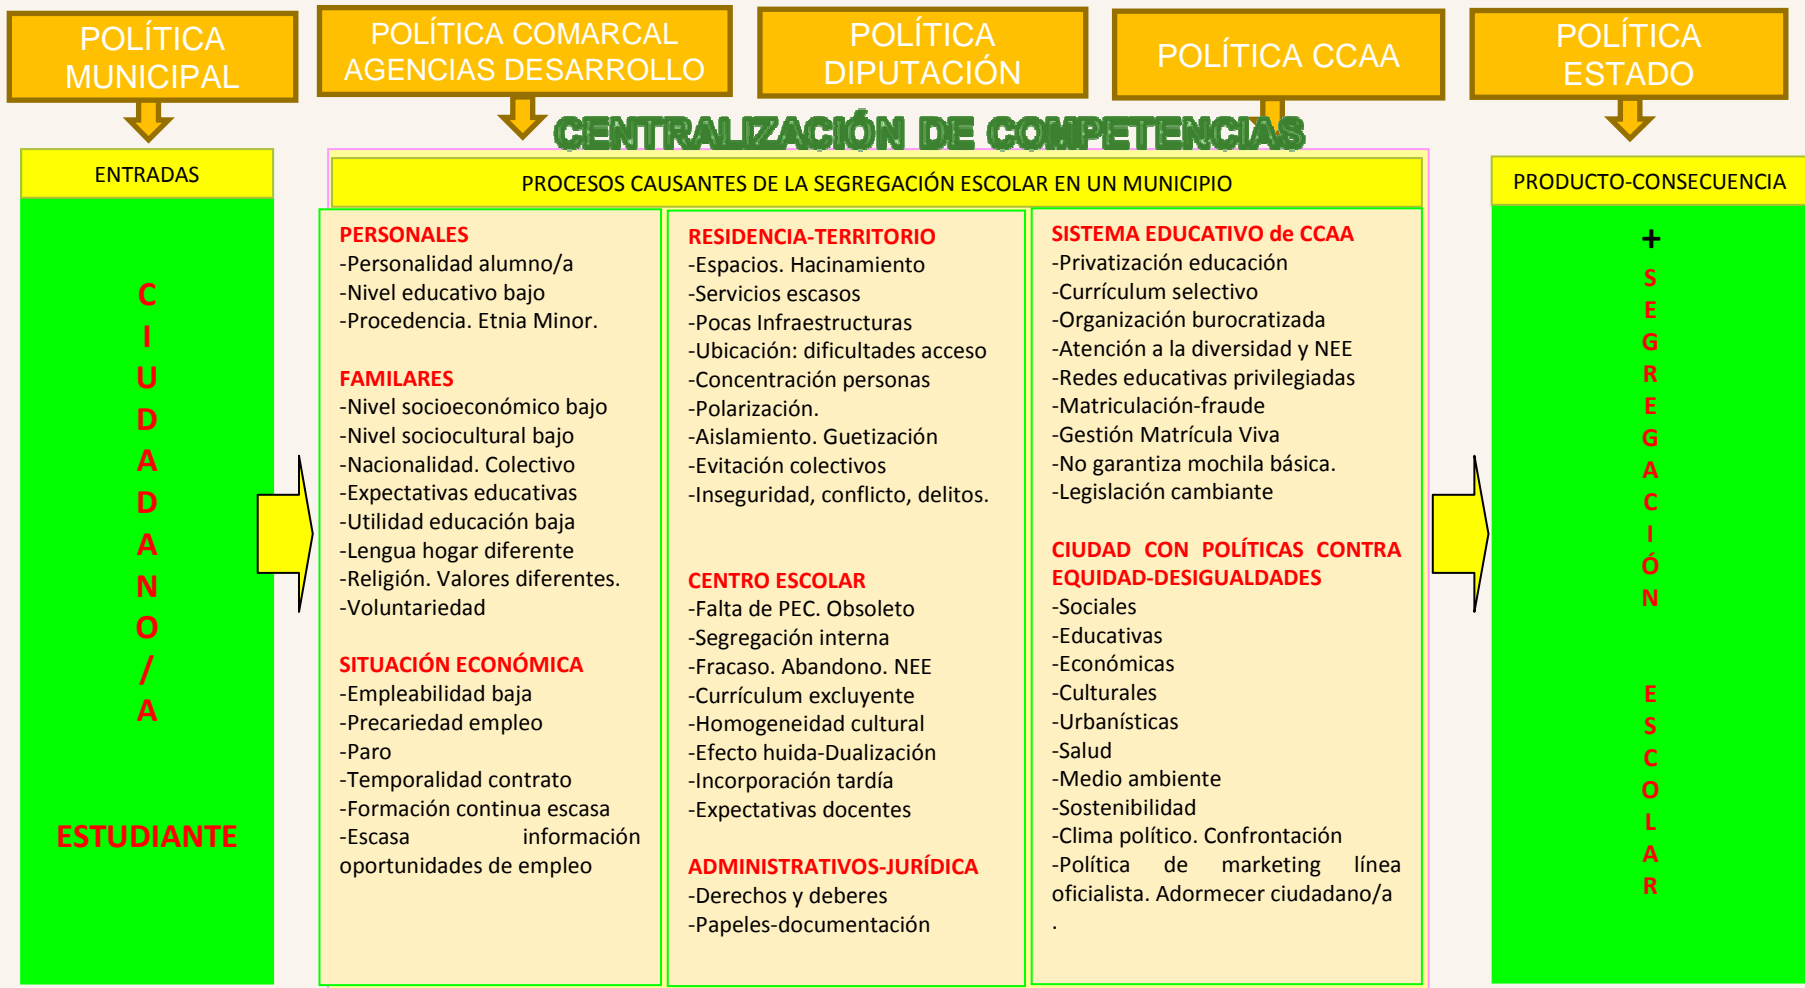 POLÍTICA
MUNICIPAL
POLÍTICA COMARCAL
AGENCIAS DESARROLLO
POLÍTICA
DIPUTACIÓN
POLÍTICA CCAA
POLÍTICA
ESTADO
CENTRALIZACIÓN DE COMPETENCIAS
ENTRADAS
C
I
U
D
A
D
A
N
O
/
A
ESTUDIANTE
PROCESOS CAUSANTES DE LA SEGREGACIÓN ESCOLAR EN UN MUNICIPIO
PERSONALES
-Personalidad alumno/a
-Nivel educativo bajo
-Procedencia. Etnia Minor.
FAMILARES
-Nivel socioeconómico bajo
-Nivel sociocultural bajo
-Nacionalidad. Colectivo
-Expectativas educativas
-Utilidad educación baja
-Lengua hogar diferente
-Religión. Valores diferentes.
-Voluntariedad
SITUACIÓN ECONÓMICA
-Empleabilidad baja
-Precariedad empleo
-Paro
-Temporalidad contrato
-Formación continua escasa
-Escasa información
oportunidades de empleo
RESIDENCIA-TERRITORIO
-Espacios. Hacinamiento
-Servicios escasos
-Pocas Infraestructuras
-Ubicación: dificultades acceso
-Concentración personas
-Polarización.
-Aislamiento. Guetización
-Evitación colectivos
-Inseguridad, conflicto, delitos.
CENTRO ESCOLAR
-Falta de PEC. Obsoleto
-Segregación interna
-Fracaso. Abandono. NEE
-Currículum excluyente
-Homogeneidad cultural
-Efecto huida-Dualización
-Incorporación tardía
-Expectativas docentes
ADMINISTRATIVOS-JURÍDICA
-Derechos y deberes
-Papeles-documentación
SISTEMA EDUCATIVO de CCAA
-Privatización educación
-Currículum selectivo
-Organización burocratizada
-Atención a la diversidad y NEE
-Redes educativas privilegiadas
-Matriculación-fraude
-Gestión Matrícula Viva
-No garantiza mochila básica.
-Legislación cambiante
CIUDAD CON POLÍTICAS CONTRA
EQUIDAD-DESIGUALDADES
-Sociales
-Educativas
-Económicas
-Culturales
-Urbanísticas
-Salud
-Medio ambiente
-Sostenibilidad
-Clima político. Confrontación
-Política de marketing línea
oficialista. Adormecer ciudadano/a
.
PRODUCTO-CONSECUENCIA
+
S
E
G
R
E
G
A
C
I
Ó
N
E
S
C
O
L
A
R